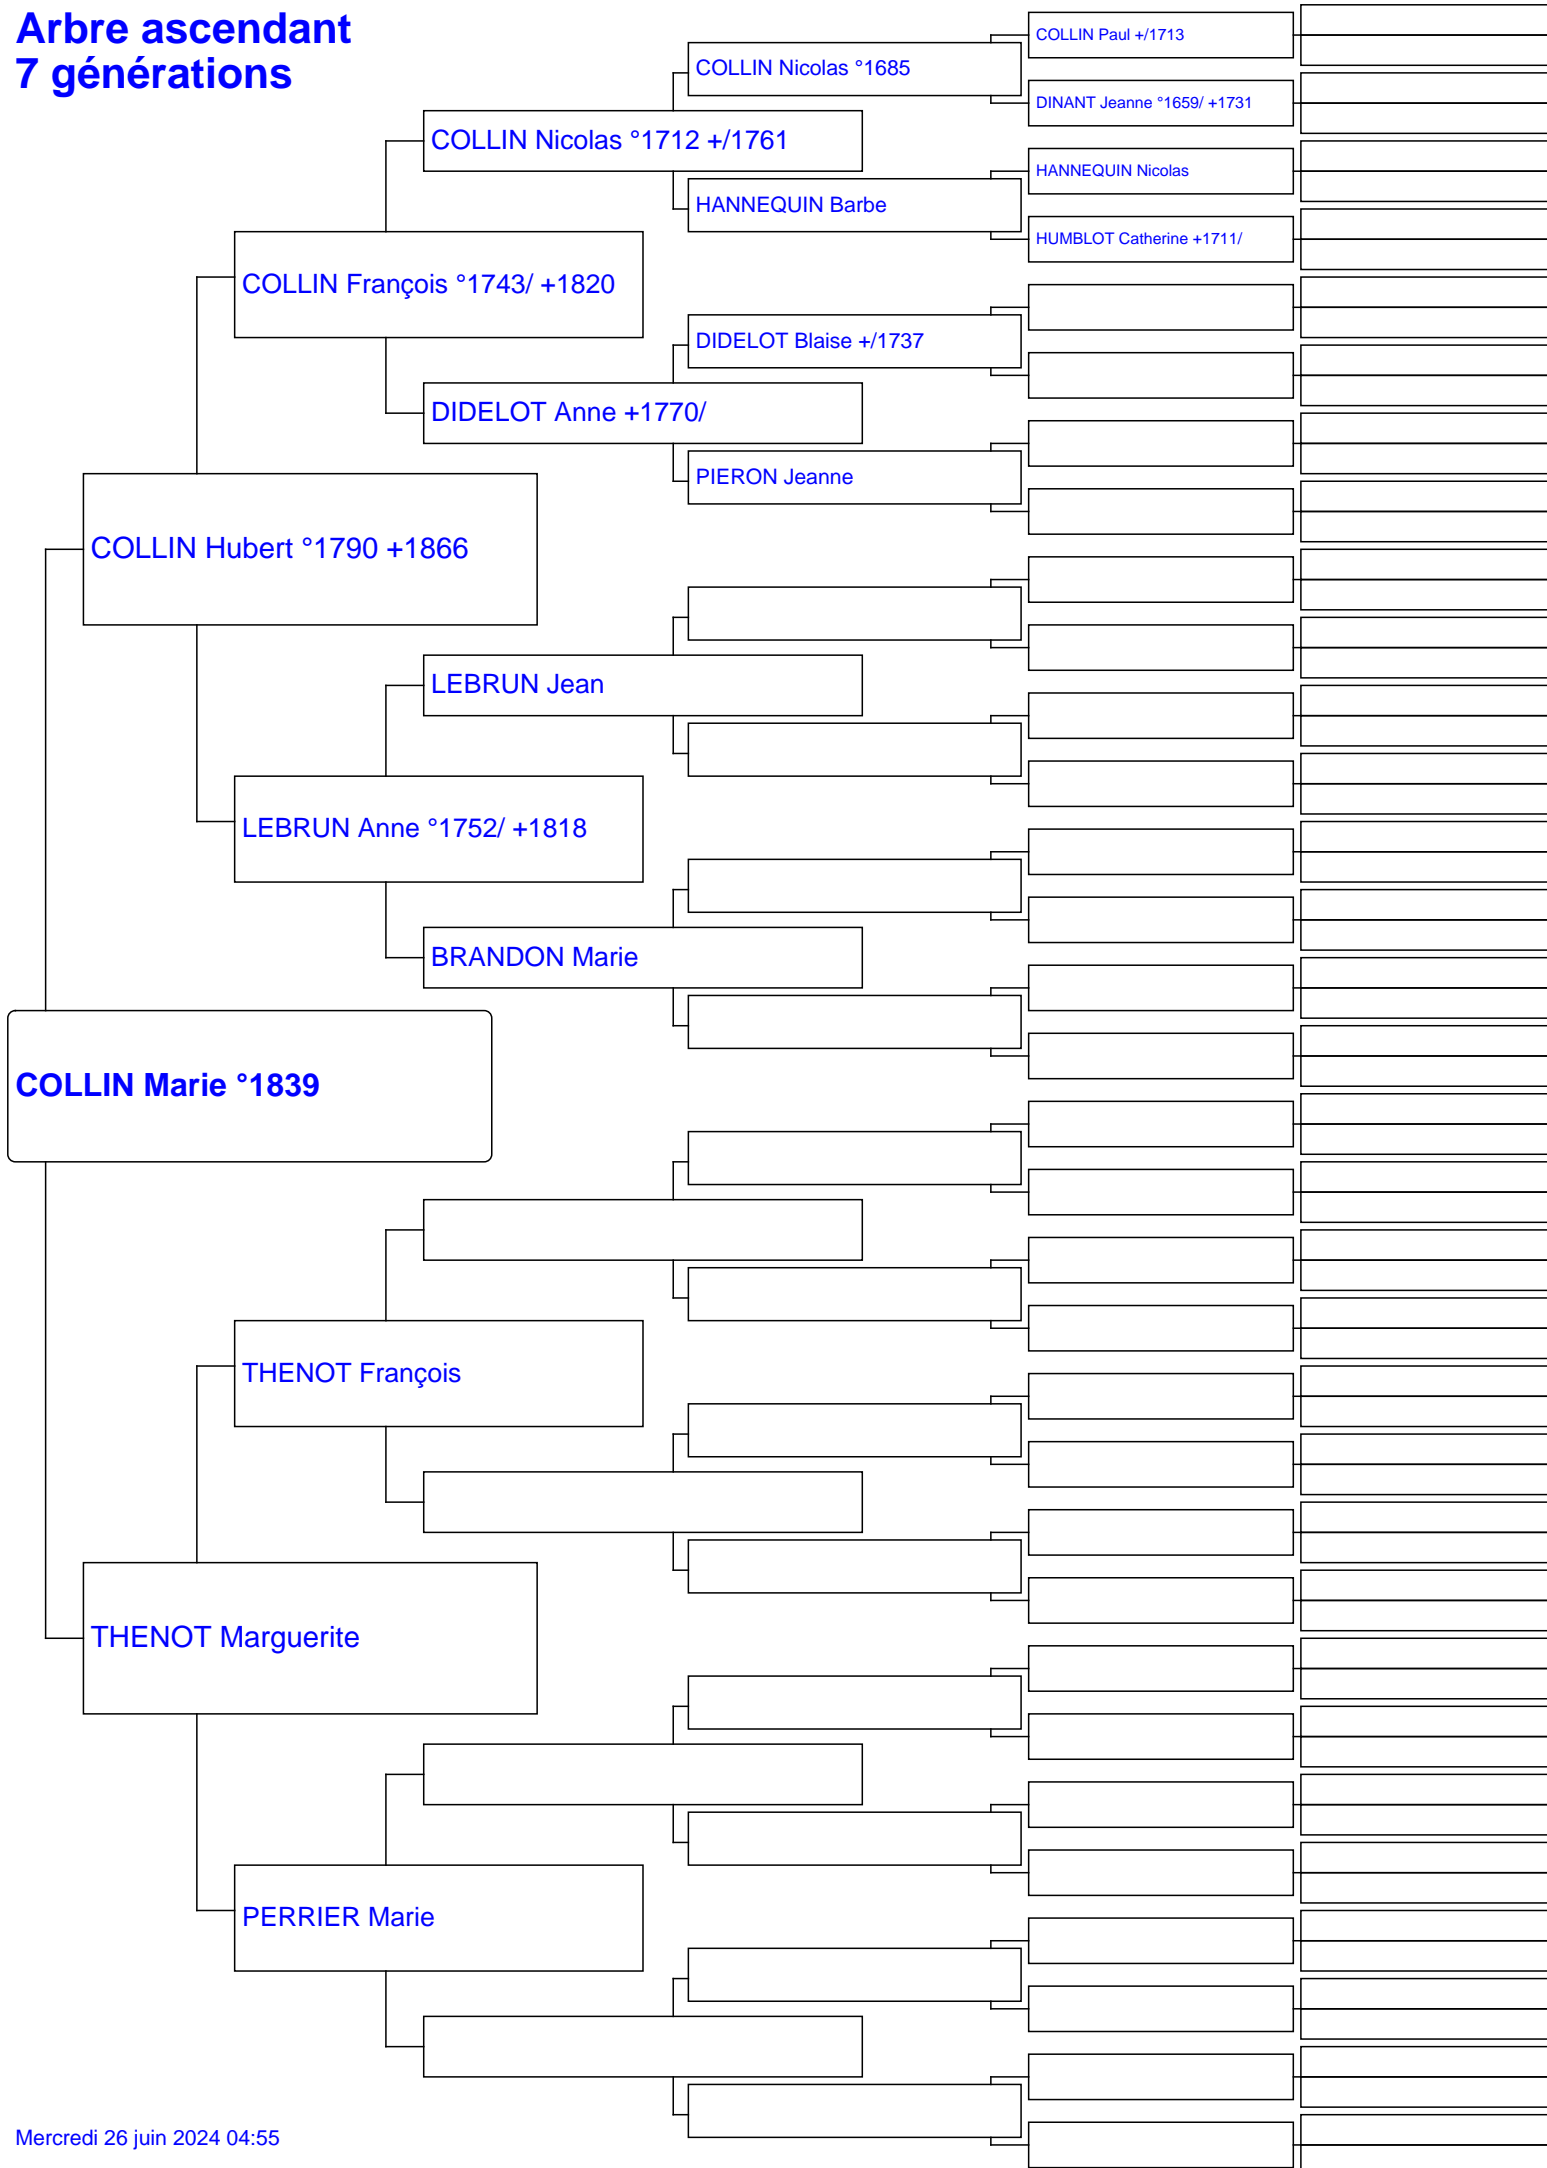 Arbre ascendant
7 générations
COLLIN Paul +/1713
COLLIN Nicolas °1685
DINANT Jeanne °1659/ +1731
COLLIN Nicolas °1712 +/1761
HANNEQUIN Nicolas
HANNEQUIN Barbe
HUMBLOT Catherine +1711/
COLLIN François °1743/ +1820
DIDELOT Blaise +/1737
DIDELOT Anne +1770/
PIERON Jeanne
COLLIN Hubert °1790 +1866
LEBRUN Jean
LEBRUN Anne °1752/ +1818
BRANDON Marie
COLLIN Marie °1839
THENOT François
THENOT Marguerite
PERRIER Marie
Mercredi 26 juin 2024 04:55